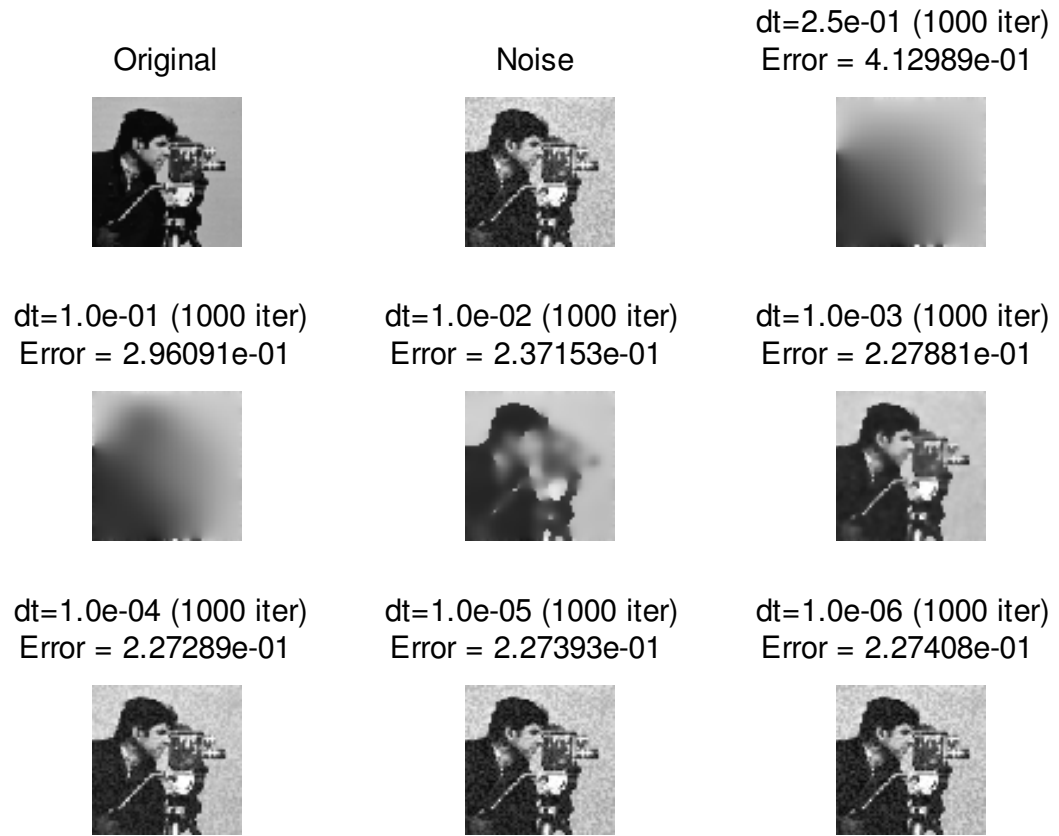 Original
Noise
dt=2.5e-01 (1000 iter)
Error = 4.12989e-01
dt=1.0e-01 (1000 iter)
Error = 2.96091e-01
dt=1.0e-02 (1000 iter)
Error = 2.37153e-01
dt=1.0e-03 (1000 iter)
Error = 2.27881e-01
dt=1.0e-04 (1000 iter)
Error = 2.27289e-01
dt=1.0e-05 (1000 iter)
Error = 2.27393e-01
dt=1.0e-06 (1000 iter)
Error = 2.27408e-01